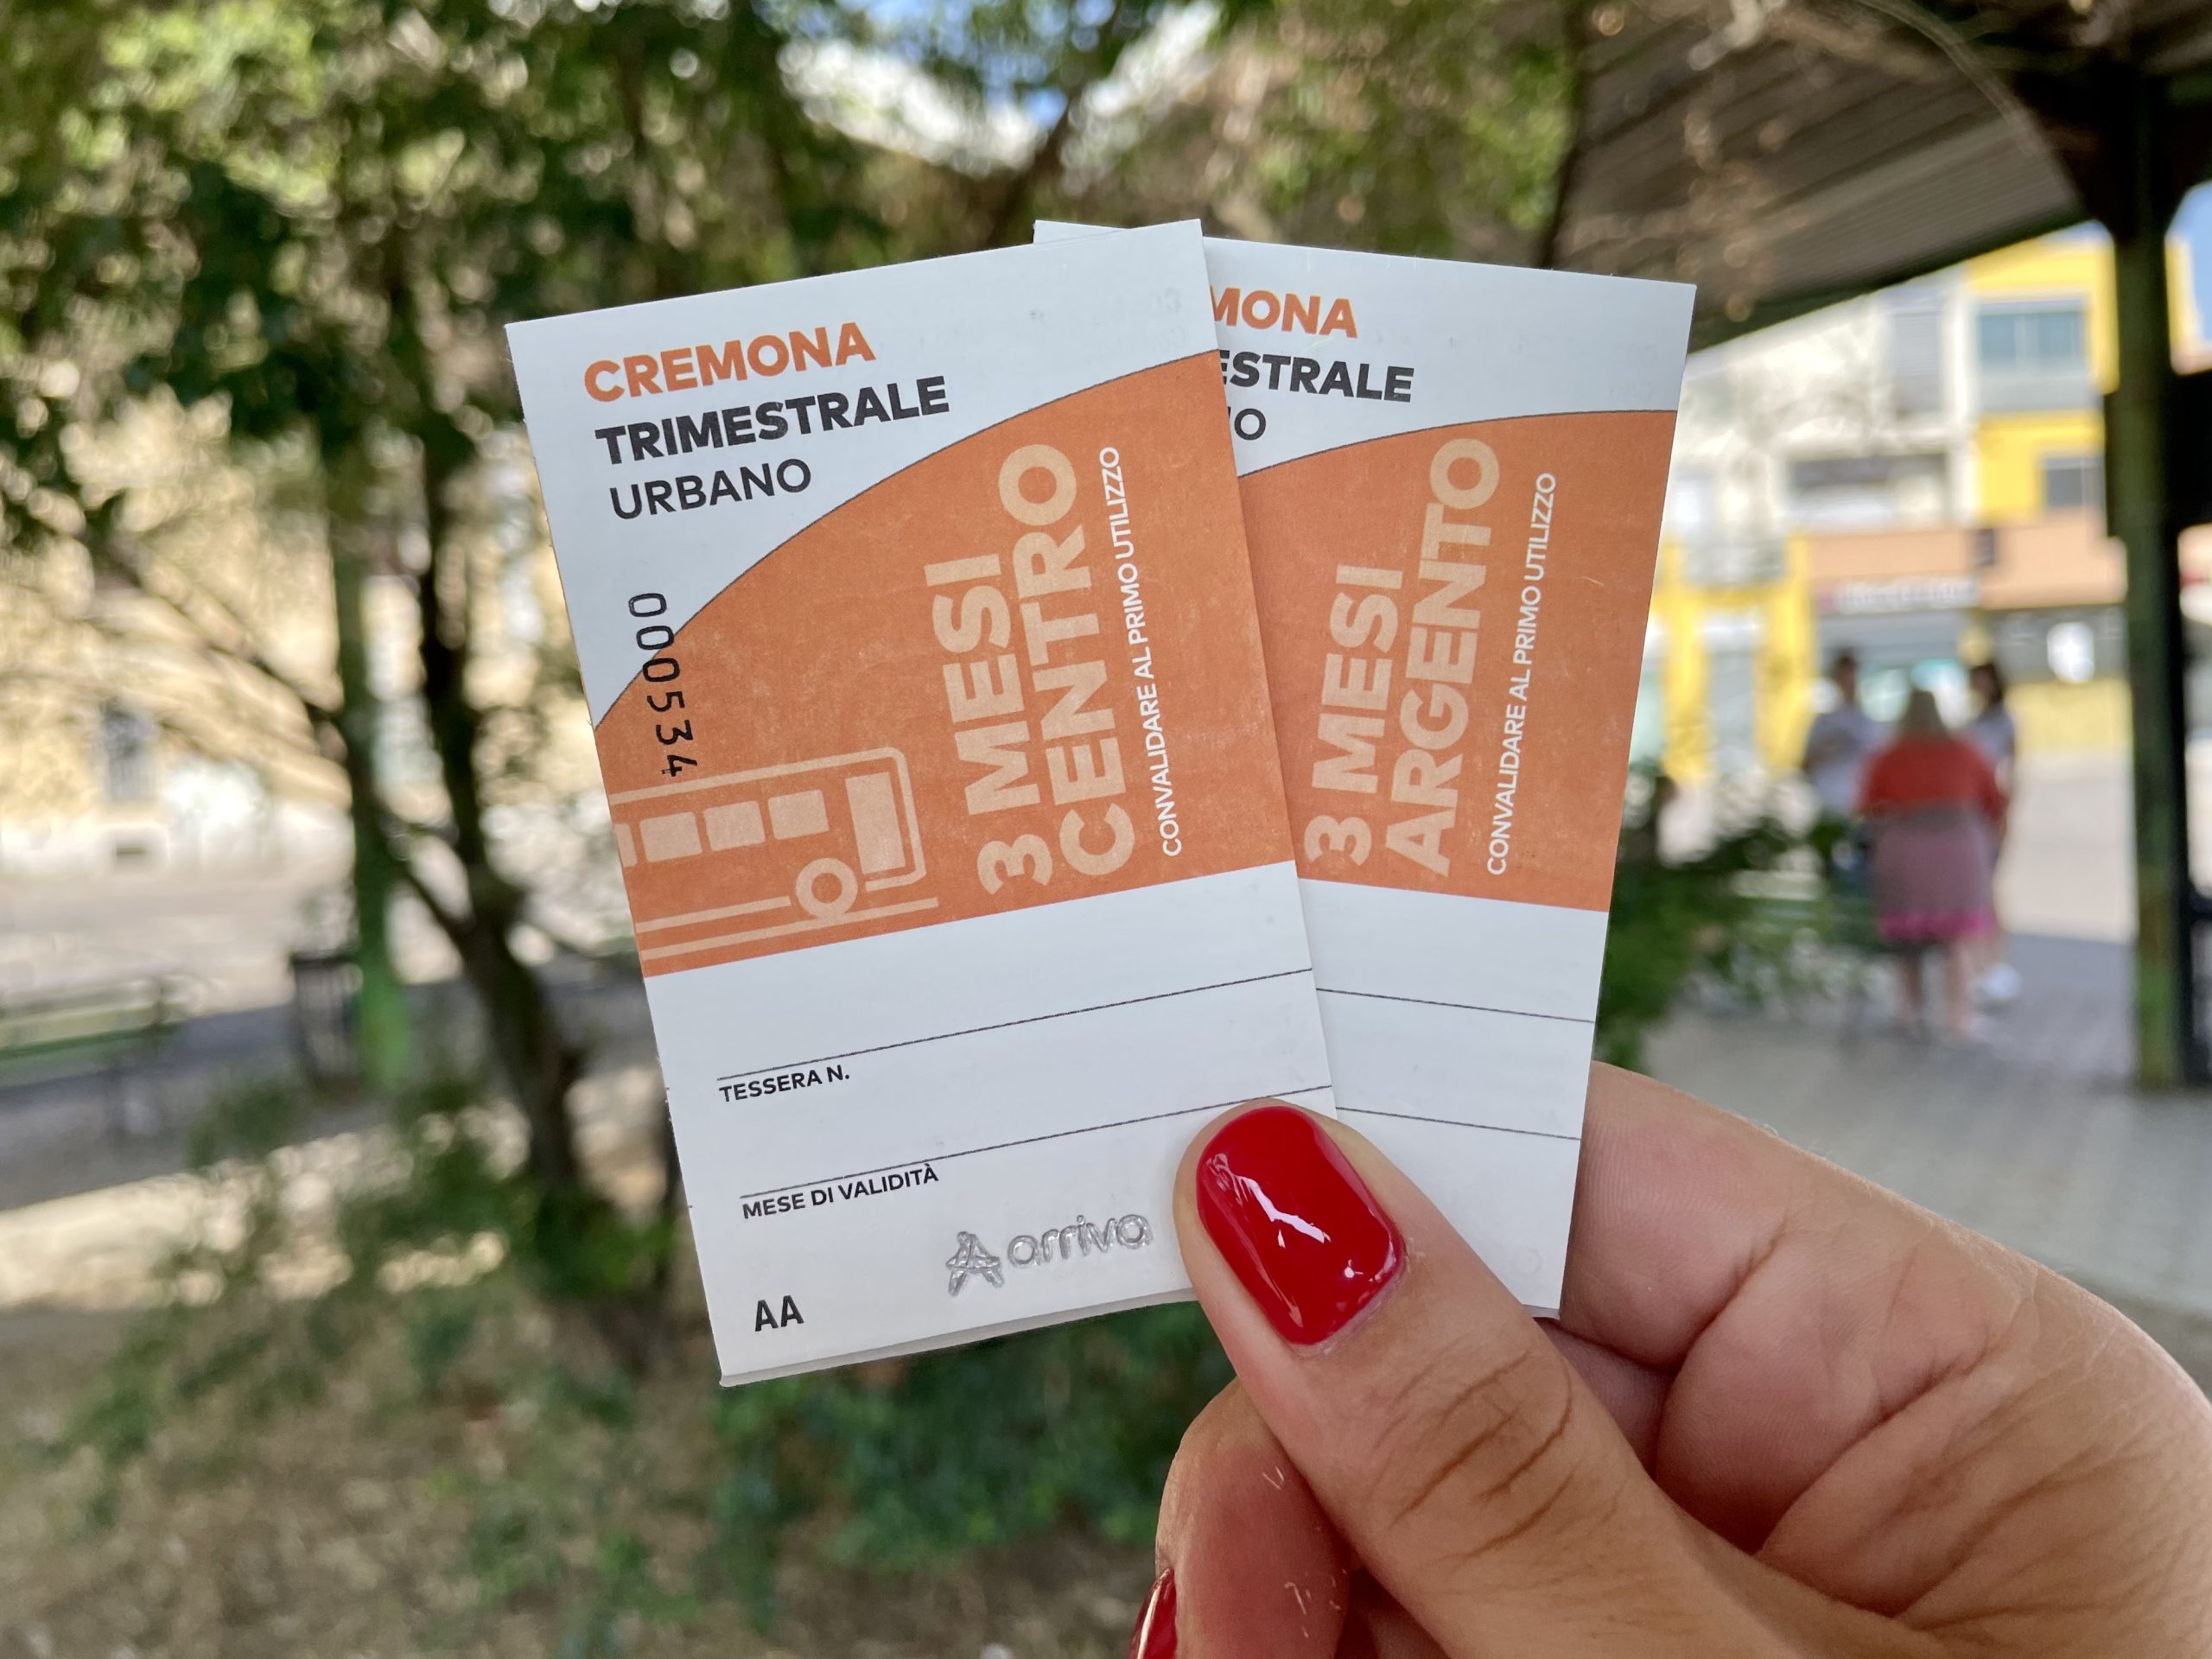 CREMONA
TRIMESTRALE
URBANO
000534
3 MESI
CENTRO
CONVALIDARE AL PRIMO UTILIZZO
TESSERA N.
MESE DI VALIDITÀ
arriva
AA
MONA
ESTRALE
O
3 MESI
ARGENTO
CONVALIDARE AL PRIMO UTILIZZO